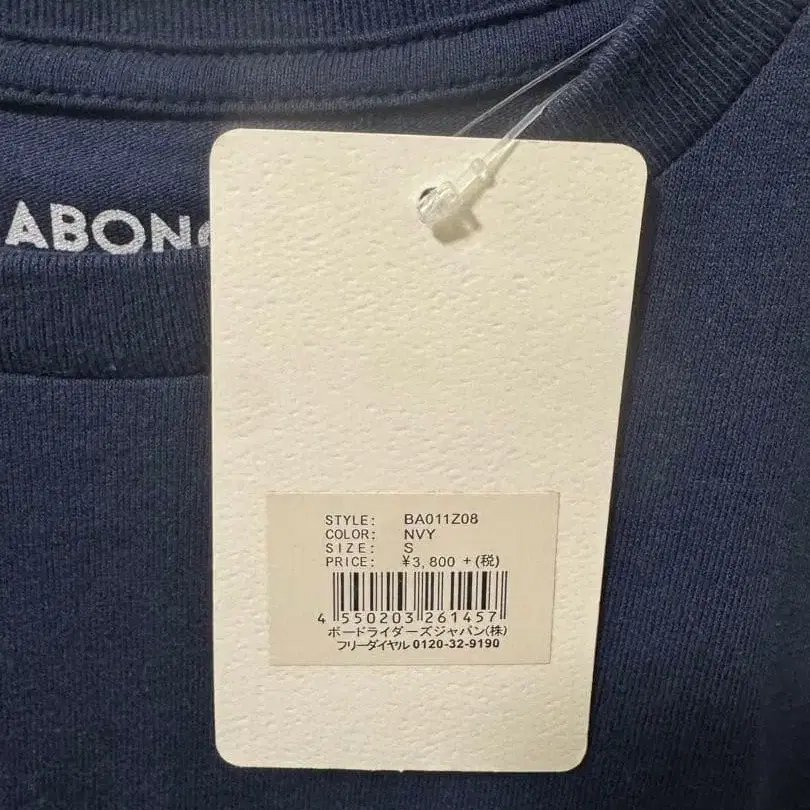 ABON
STYLE: BA011Z08
COLOR: NVY
SIZE: S
PRICE: ¥3,800 +(税)
4 550203 261457
ボードライダーズジャパン(株)
フリーダイヤル 0120-32-9190